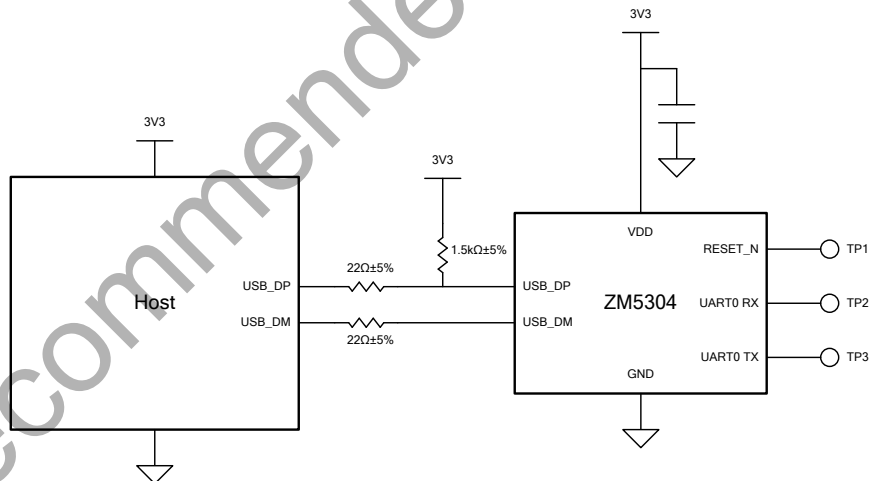 3V3
3V3
3V3
1.5kΩ±5%
22Ω±5%
22Ω±5%
Host
USB_DP
USB_DM
USB_DP
USB_DM
VDD
ZM5304
GND
RESET_N
UART0 RX
UART0 TX
TP1
TP2
TP3
ecommende